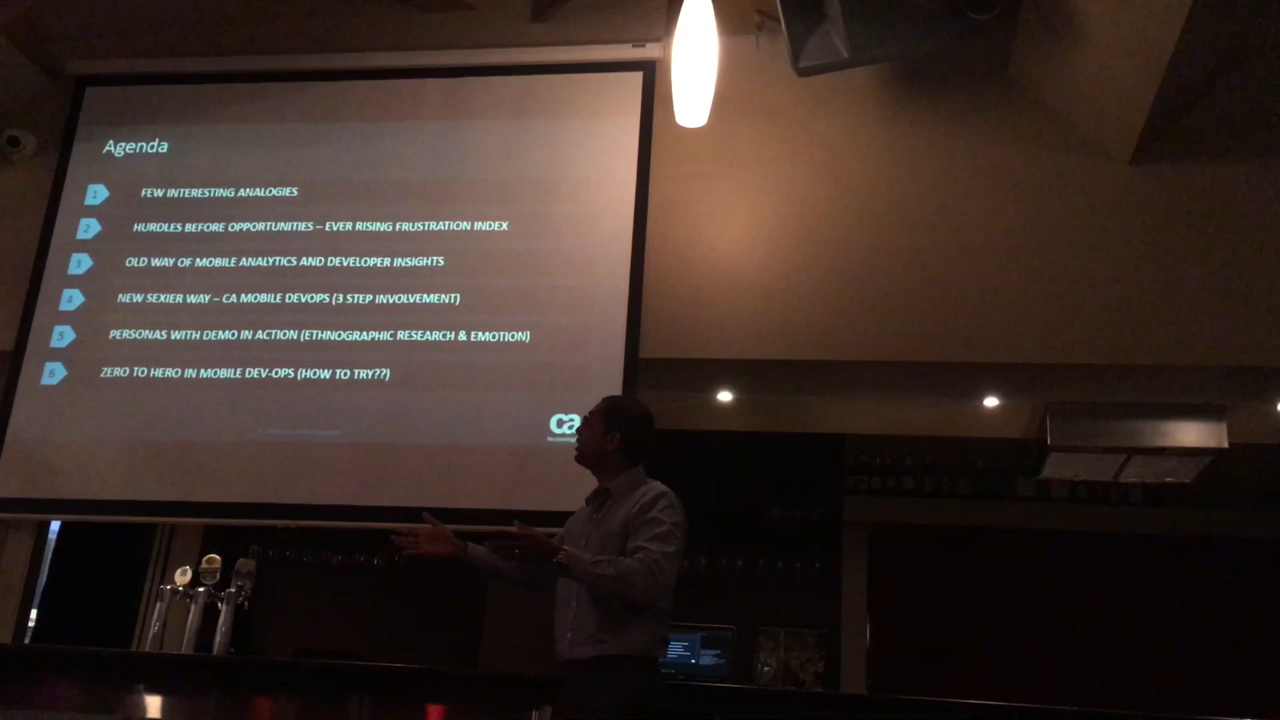 Agenda
1 FEW INTERESTING ANALOGIES
2 HURDLES BEFORE OPPORTUNITIES – EVER RISING FRUSTRATION INDEX
3 OLD WAY OF MOBILE ANALYTICS AND DEVELOPER INSIGHTS
4 NEW SEXIER WAY – CA MOBILE DEVOPS (3 STEP INVOLVEMENT)
5 PERSONAS WITH DEMO IN ACTION (ETHNOGRAPHIC RESEARCH & EMOTION)
6 ZERO TO HERO IN MOBILE DEV-OPS (HOW TO TRY??)
ca